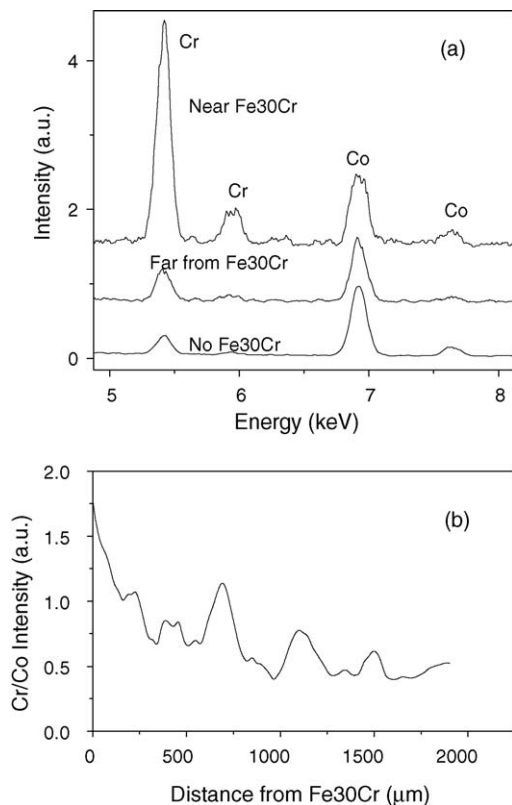 (a)
4
Cr
Near Fe30Cr
Cr
Co
Co
2
Far from Fe30Cr
No Fe30Cr
0
5 6 7 8
Energy (keV)
Intensity (a.u.)
(b)
2.0
1.5
1.0
0.5
0.0
0 500 1000 1500 2000
Distance from Fe30Cr (μm)
Cr/Co Intensity (a.u.)